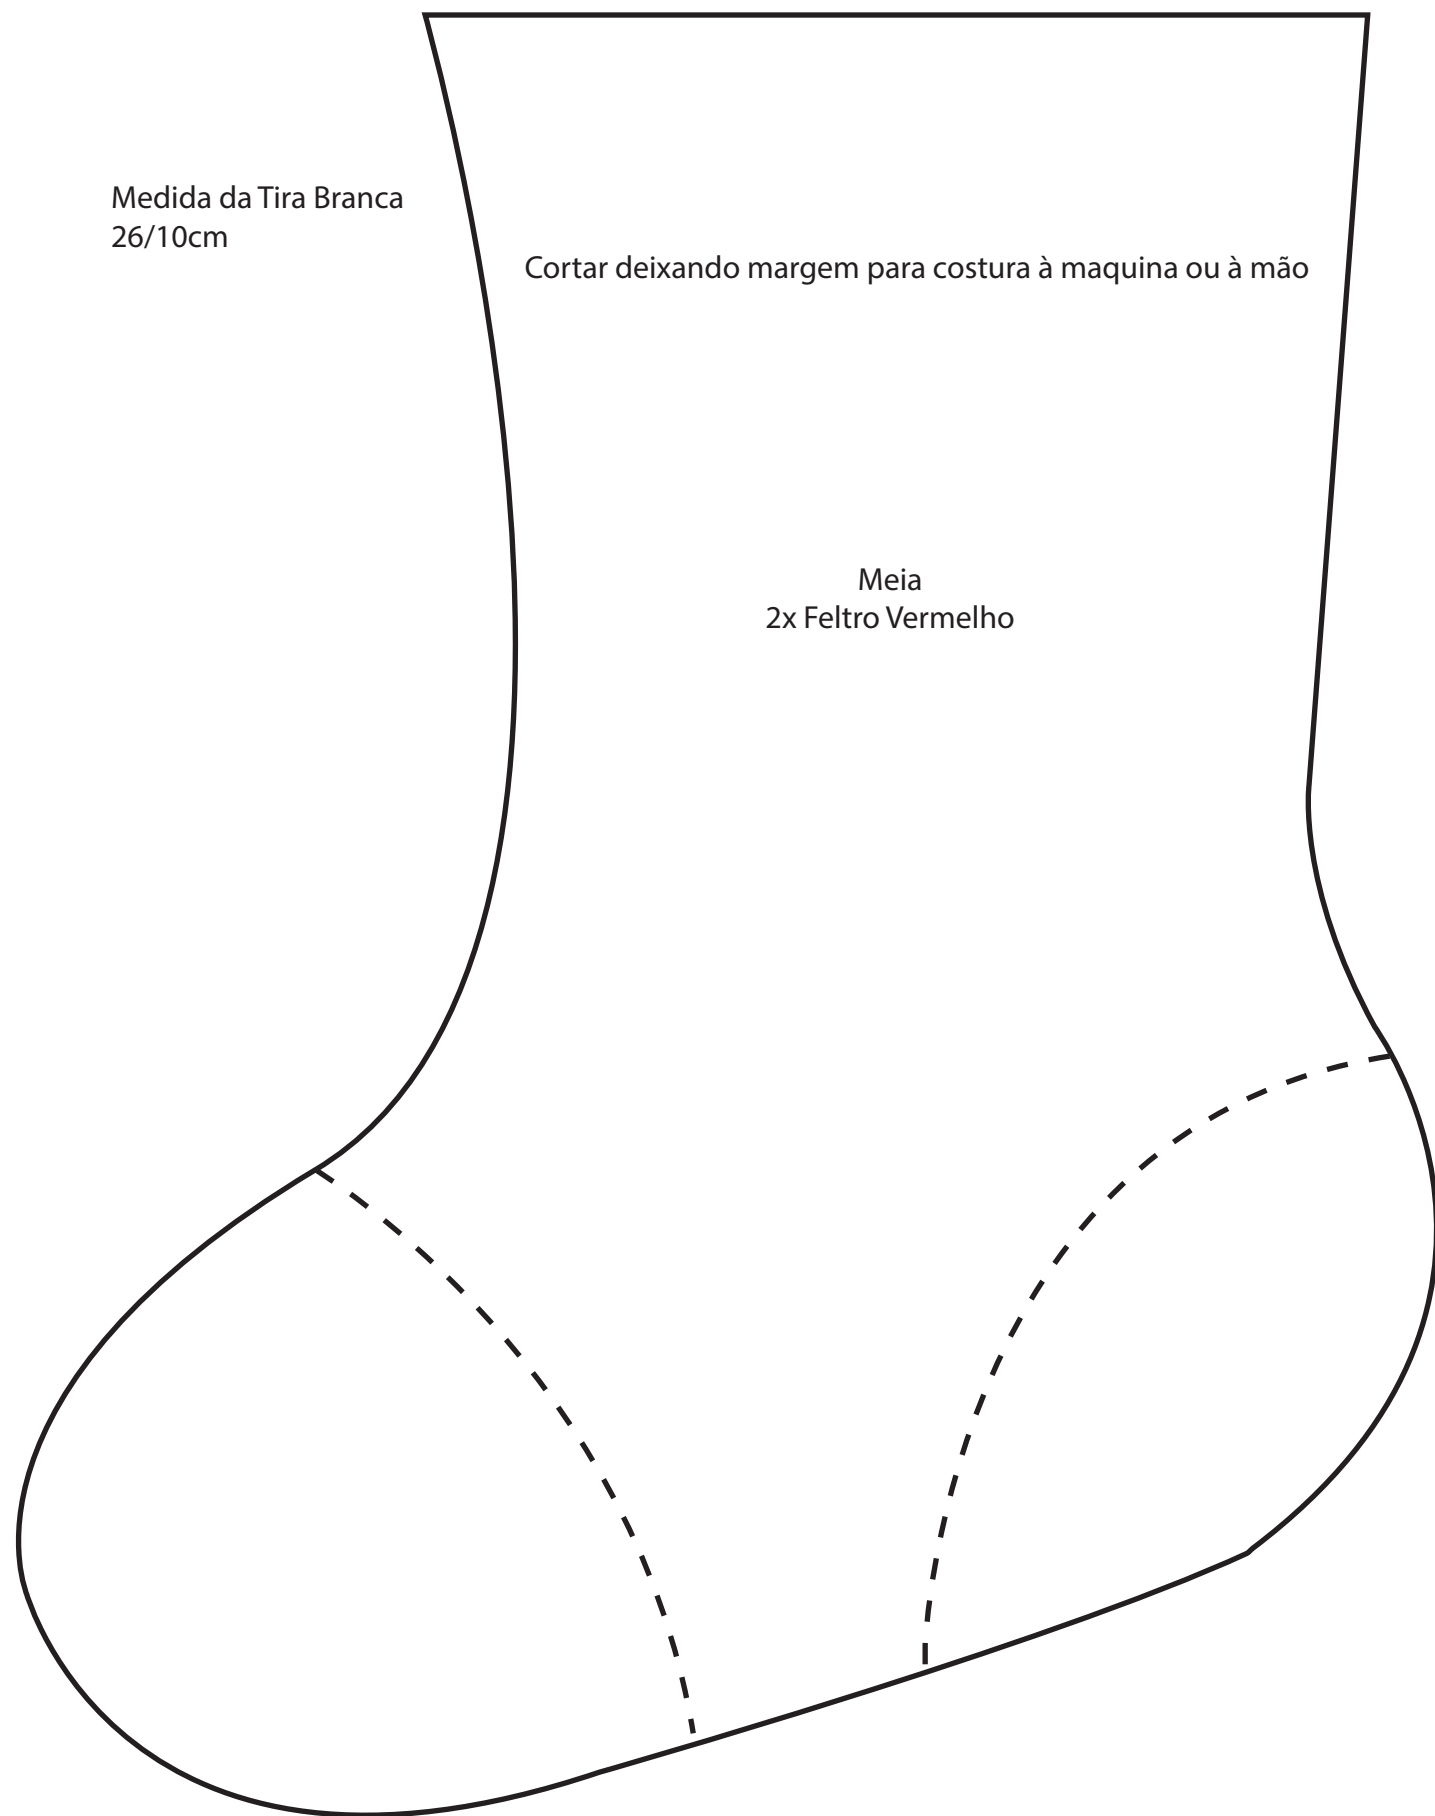 Medida da Tira Branca
26/10cm
Cortar deixando margem para costura à maquina ou à mão
Meia
2x Feltro Vermelho